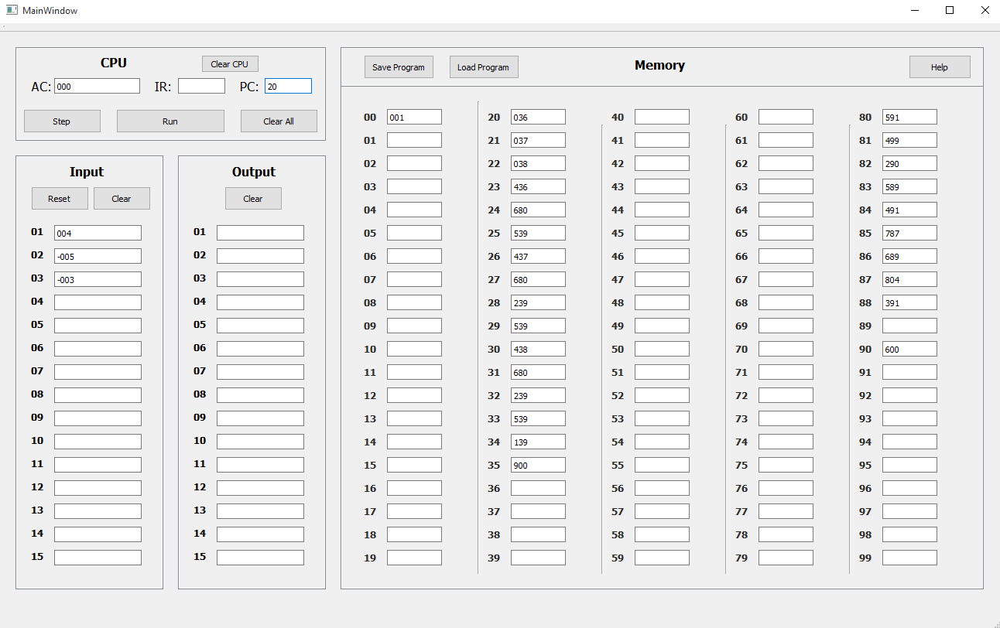 MainWindow
CPU
Clear CPU
AC: 000 IR: PC: 20
Step Run Clear All
Input
Reset Clear
01 004
02 -005
03 -003
04
05
06
07
08
09
10
11
12
13
14
15
Output
Clear
01
02
03
04
05
06
07
08
09
10
11
12
13
14
15
Save Program Load Program Memory Help
00 001 20 036 40 60 80 591
01 21 037 41 61 81 499
02 22 038 42 62 82 290
03 23 436 43 63 83 589
04 24 680 44 64 84 491
05 25 539 45 65 85 787
06 26 437 46 66 86 689
07 27 680 47 67 87 804
08 28 239 48 68 88 391
09 29 539 49 69 89
10 30 438 50 70 90 600
11 31 680 51 71 91
12 32 239 52 72 92
13 33 539 53 73 93
14 34 139 54 74 94
15 35 900 55 75 95
16 36 56 76 96
17 37 57 77 97
18 38 58 78 98
19 39 59 79 99